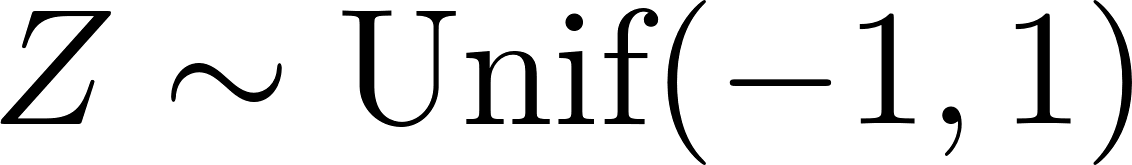 Z ∼ Unif(−1, 1)